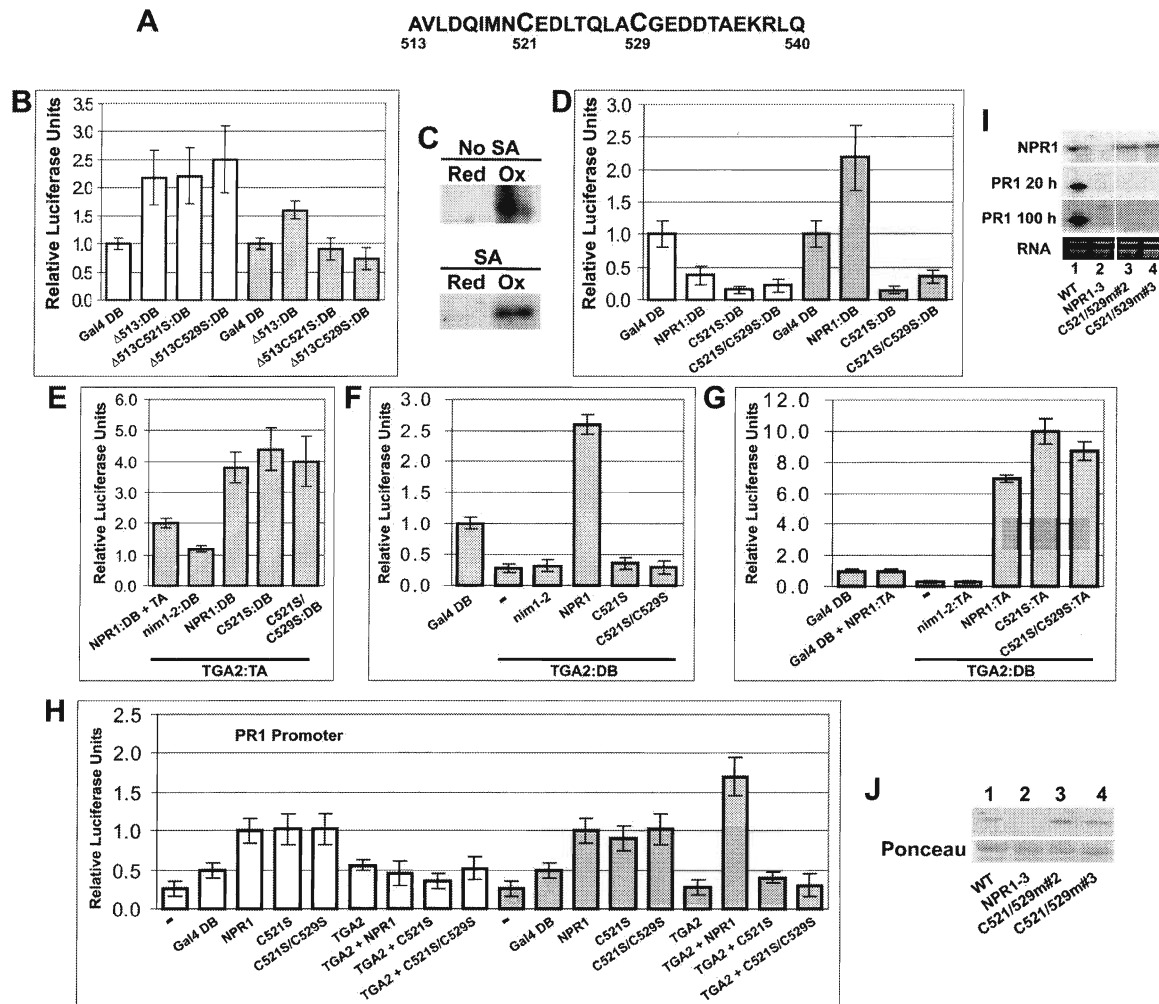 A
AVLDQIMNCEDLTQLACGEDDTAEKRLQ
513 521 529 540
B
Relative Luciferase Units
3.5
3.0
2.5
2.0
1.5
1.0
0.5
0.0
Gal4 DB
Δ513:DB
Δ513C521S:DB
Δ513C529S:DB
Gal4 DB
Δ513:DB
Δ513C521S:DB
Δ513C529S:DB
C
No SA
Red Ox
SA
Red Ox
D
Relative Luciferase Units
3.0
2.5
2.0
1.5
1.0
0.5
0.0
Gal4 DB
NPR1:DB
C521S:DB
C521S/C529S:DB
Gal4 DB
NPR1:DB
C521S:DB
C521S/C529S:DB
I
NPR1
PR1 20 h
PR1 100 h
RNA
1 2 3 4
WT
NPR1-3
C521/529m#2
C521/529m#3
E
Relative Luciferase Units
6.0
5.0
4.0
3.0
2.0
1.0
0.0
NPR1:DB + TA
nim1-2:DB
NPR1:DB
C521S:DB
C521S/
C529S:DB
TGA2:TA
F
Relative Luciferase Units
3.0
2.5
2.0
1.5
1.0
0.5
0.0
Gal4 DB
-
nim1-2
NPR1
C521S
C521S/C529S
TGA2:DB
G
Relative Luciferase Units
12.0
10.0
8.0
6.0
4.0
2.0
0.0
Gal4 DB
Gal4 DB + NPR1:TA
-
nim1-2:TA
NPR1:TA
C521S:TA
C521S/C529S:TA
TGA2:DB
H
Relative Luciferase Units
PR1 Promoter
2.5
2.0
1.5
1.0
0.5
0.0
-
Gal4 DB
NPR1
C521S
C521S/C529S
TGA2
TGA2 + NPR1
TGA2 + C521S
TGA2 + C521S/C529S
-
Gal4 DB
NPR1
C521S
C521S/C529S
TGA2
TGA2 + NPR1
TGA2 + C521S
TGA2 + C521S/C529S
J
1 2 3 4
Ponceau
WT
NPR1-3
C521/529m#2
C521/529m#3